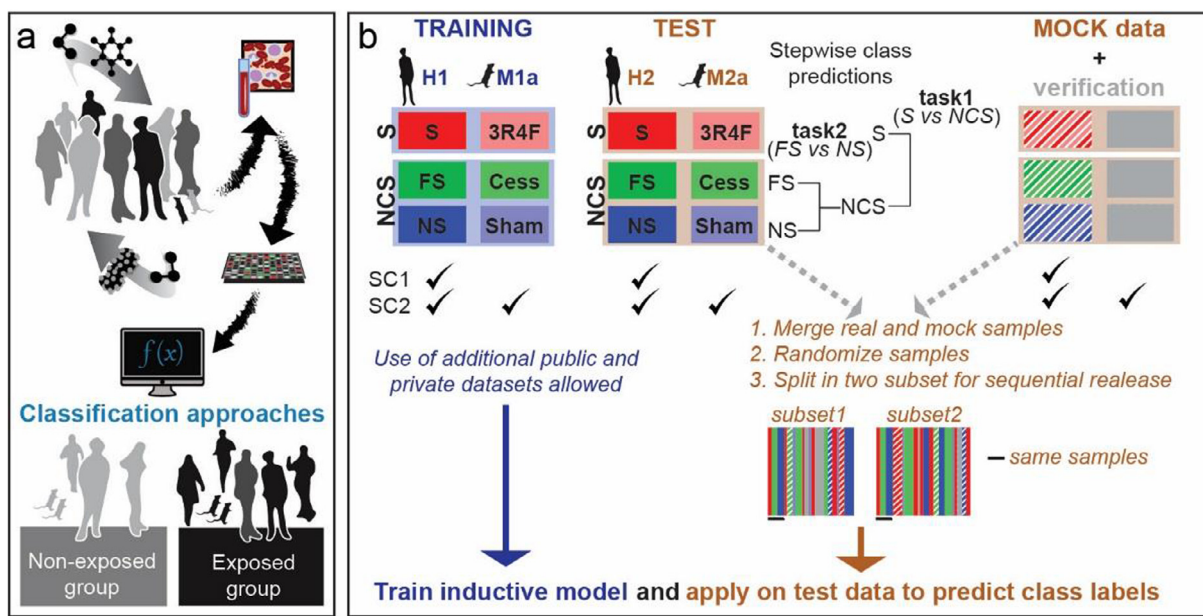 a
f(x)
Classification approaches
Non-exposed
group
Exposed
group
b
TRAINING
H1
M1a
S
S
3R4F
NCS
FS
Cess
NS
Sham
TEST
H2
M2a
S
S
3R4F
NCS
FS
Cess
NS
Sham
Stepwise class
predictions
task1
(S vs NCS)
task2
(FS vs NS)
S
FS
NCS
NS
MOCK data
+
verification
SC1
SC2
Use of additional public and
private datasets allowed
1. Merge real and mock samples
2. Randomize samples
3. Split in two subset for sequential realease
subset1
subset2
same samples
Train inductive model and apply on test data to predict class labels